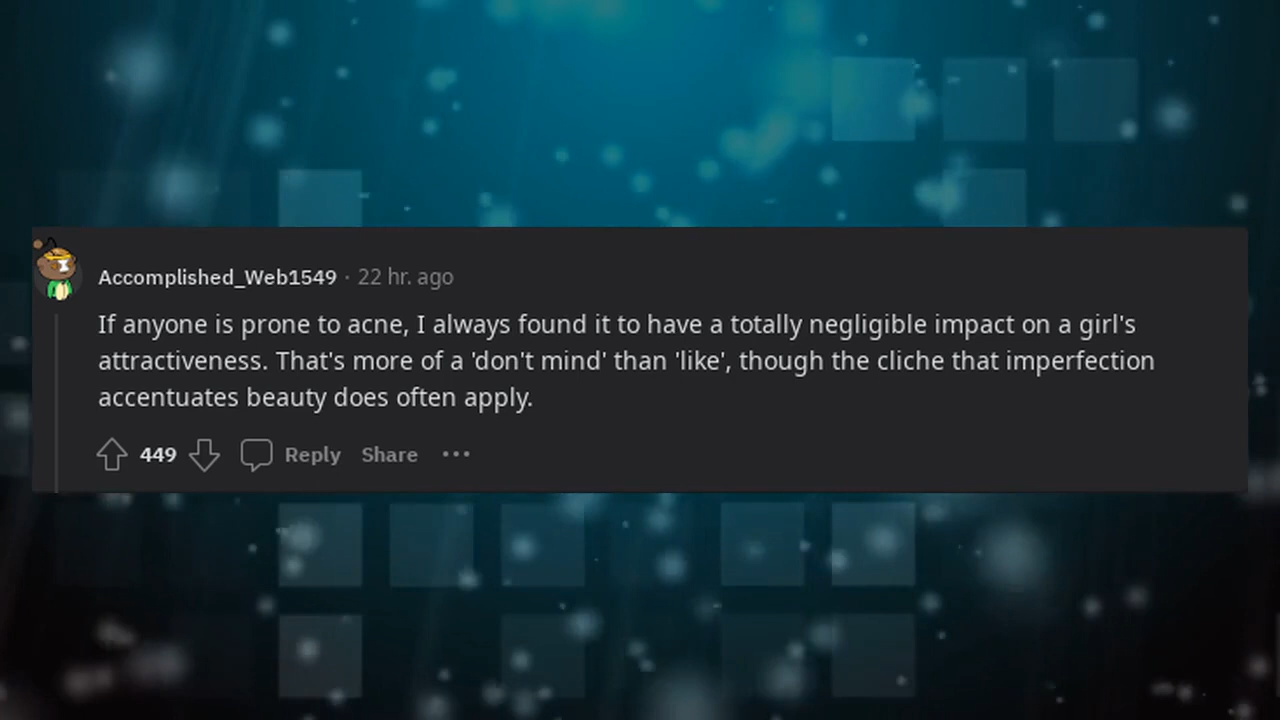 Accomplished_Web1549 · 22 hr. ago
If anyone is prone to acne, I always found it to have a totally negligible impact on a girl's
attractiveness. That's more of a 'don't mind' than 'like', though the cliche that imperfection
accentuates beauty does often apply.
449 Reply Share ···